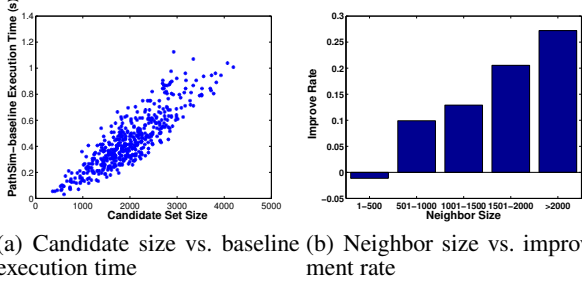 PathSim-baseline Execution Time (s)
1.4
1.2
1
0.8
0.6
0.4
0.2
0
0 1000 2000 3000 4000 5000
Candidate Set Size
Improve Rate
0.3
0.25
0.2
0.15
0.1
0.05
0
−0.05
1−500 501−1000 1001−1500 1501−2000 >2000
Neighbor Size
(a) Candidate size vs. baseline
execution time
(b) Neighbor size vs. improv
ment rate